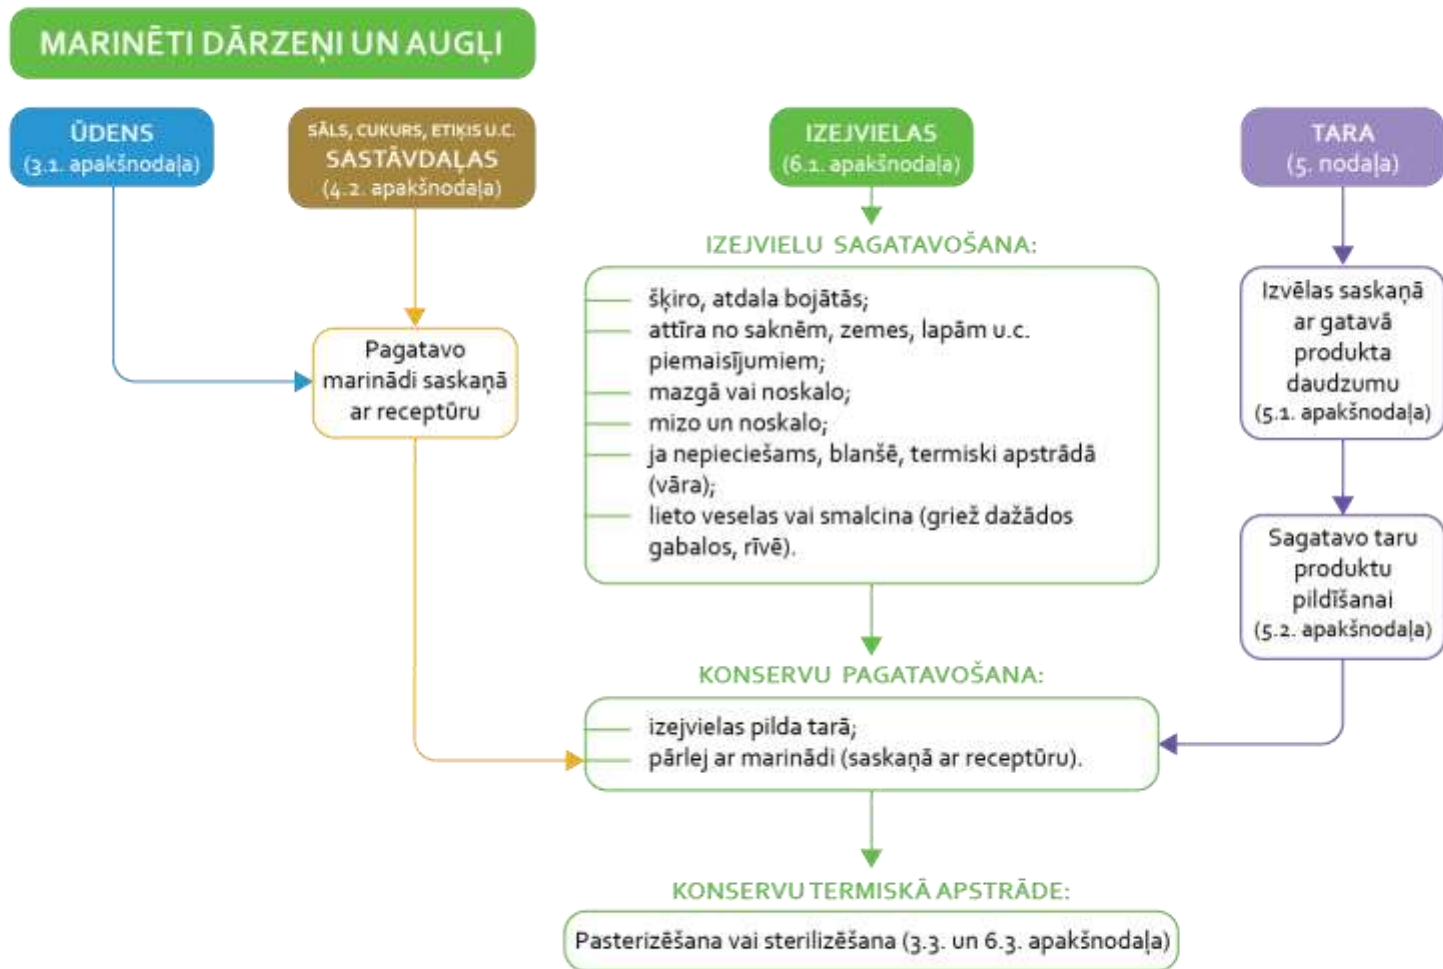 MARINĒTI DĀRZEŅI UN AUGĻI
ŪDENS
(3.1. apakšnodaļa)
SĀLS, CUKURS, ETIĶIS U.C.
SASTĀVDAĻAS
(4.2. apakšnodaļa)
IZEJVIELAS
(6.1. apakšnodaļa)
TARA
(5. nodaļa)
Pagatavo
marinādi saskaņā
ar receptūru
IZEJVIELU SAGATAVOŠANA:
šķiro, atdala bojātās;
attīra no saknēm, zemes, lapām u.c.
piemaisījumiem;
mazgā vai noskalo;
mizo un noskalo;
ja nepieciešams, blanšē, termiski apstrādā
(vāra);
lieto veselas vai smalcina (griež dažādos
gabalos, rīvē).
Izvēlas saskaņā
ar gatavā
produkta
daudzumu
(5.1. apakšnodaļa)
Sagatavo taru
produktu
pildīšanai
(5.2. apakšnodaļa)
KONSERVU PAGATAVOŠANA:
izejvielas pilda tarā;
pārlej ar marinādi (saskaņā ar receptūru).
KONSERVU TERMISKĀ APSTRĀDE:
Pasterizēšana vai sterilizēšana (3.3. un 6.3. apakšnodaļa)